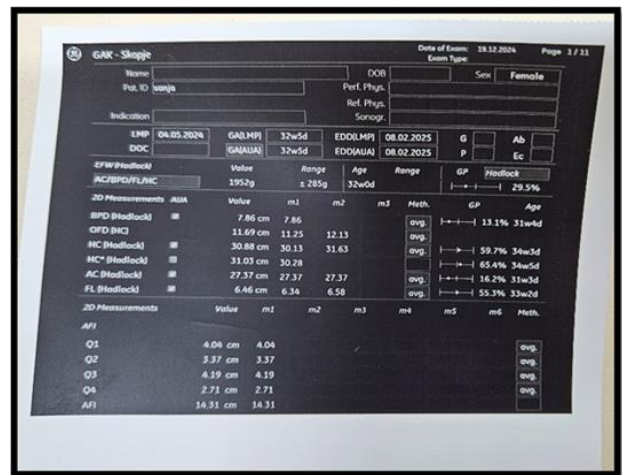 GAK - Skopje Date of Exam: 19.12.2024 Page 1 / 11
Exam Type:
Name DOB Sex Female
Pat. ID sanja Perf. Phys.
Ref. Phys.
Indication Sonogr.
LMP 04.05.2024 GA(LMP) 32w5d EDD(LMP) 08.02.2025 G Ab
DOC GA(AUA) 32w5d EDD(AUA) 08.02.2025 P Ec
EFW (Hadlock) Value Range Age Range GP Hadlock
AC/BPD/FL/HC 1952g ± 285g 32w0d 29.5%
2D Measurements AUA Value m1 m2 m3 Meth. GP Age
BPD (Hadlock) 7.86 cm 7.86 avg. 13.1% 31w4d
OFD (HC) 11.69 cm 11.25 12.13 avg.
HC (Hadlock) 30.88 cm 30.13 31.63 avg. 59.7% 34w3d
HC* (Hadlock) 31.03 cm 30.28 65.4% 34w5d
AC (Hadlock) 27.37 cm 27.37 27.37 avg. 16.2% 31w3d
FL (Hadlock) 6.46 cm 6.34 6.58 avg. 55.3% 33w2d
2D Measurements Value m1 m2 m3 m4 m5 m6 Meth.
AFI
Q1 4.04 cm 4.04 avg.
Q2 3.37 cm 3.37 avg.
Q3 4.19 cm 4.19 avg.
Q4 2.71 cm 2.71 avg.
AFI 14.31 cm 14.31